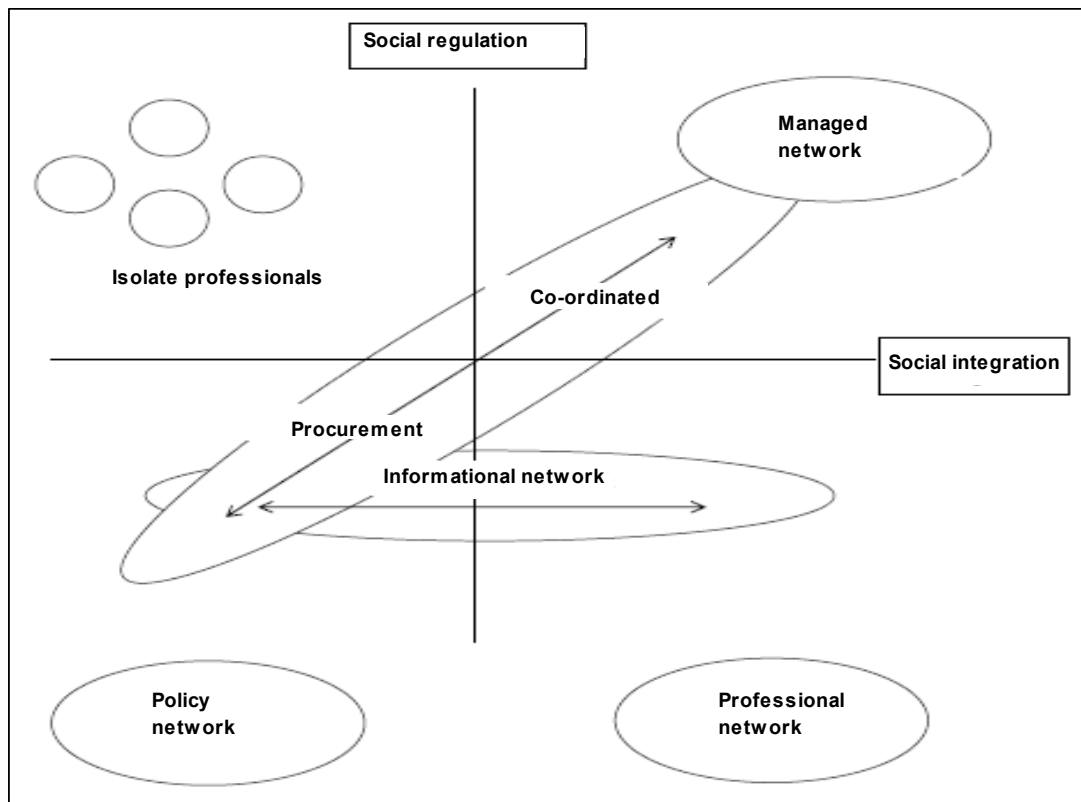 Social regulation
Managed
network
Isolate professionals
Co-ordinated
Social integration
Procurement
Informational network
Policy
network
Professional
network